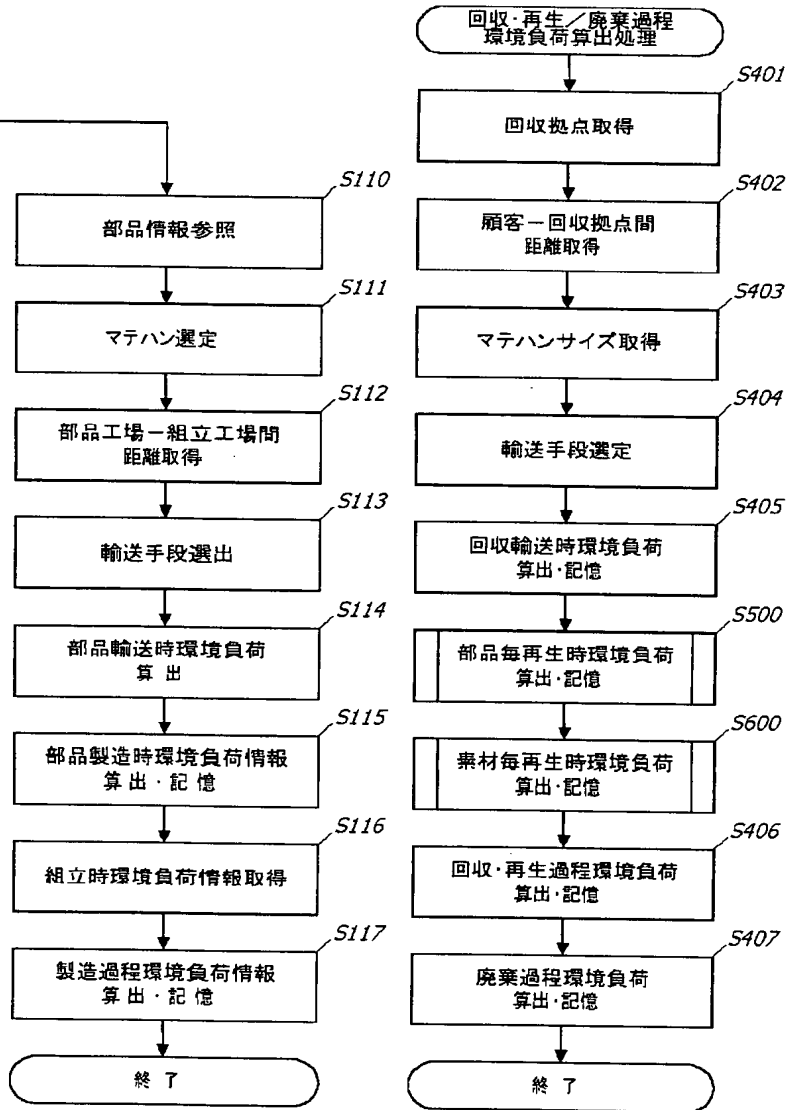 S110
部品情報参照
S111
マテハン選定
S112
部品工場－組立工場間
距離取得
S113
輸送手段選出
S114
部品輸送時環境負荷
算出
S115
部品製造時環境負荷情報
算出・記憶
S116
組立時環境負荷情報取得
S117
製造過程環境負荷情報
算出・記憶
終了
回収・再生／廃棄過程
環境負荷算出処理
S401
回収拠点取得
S402
顧客－回収拠点間
距離取得
S403
マテハンサイズ取得
S404
輸送手段選定
S405
回収輸送時環境負荷
算出・記憶
S500
部品毎再生時環境負荷
算出・記憶
S600
素材毎再生時環境負荷
算出・記憶
S406
回収・再生過程環境負荷
算出・記憶
S407
廃棄過程環境負荷
算出・記憶
終了